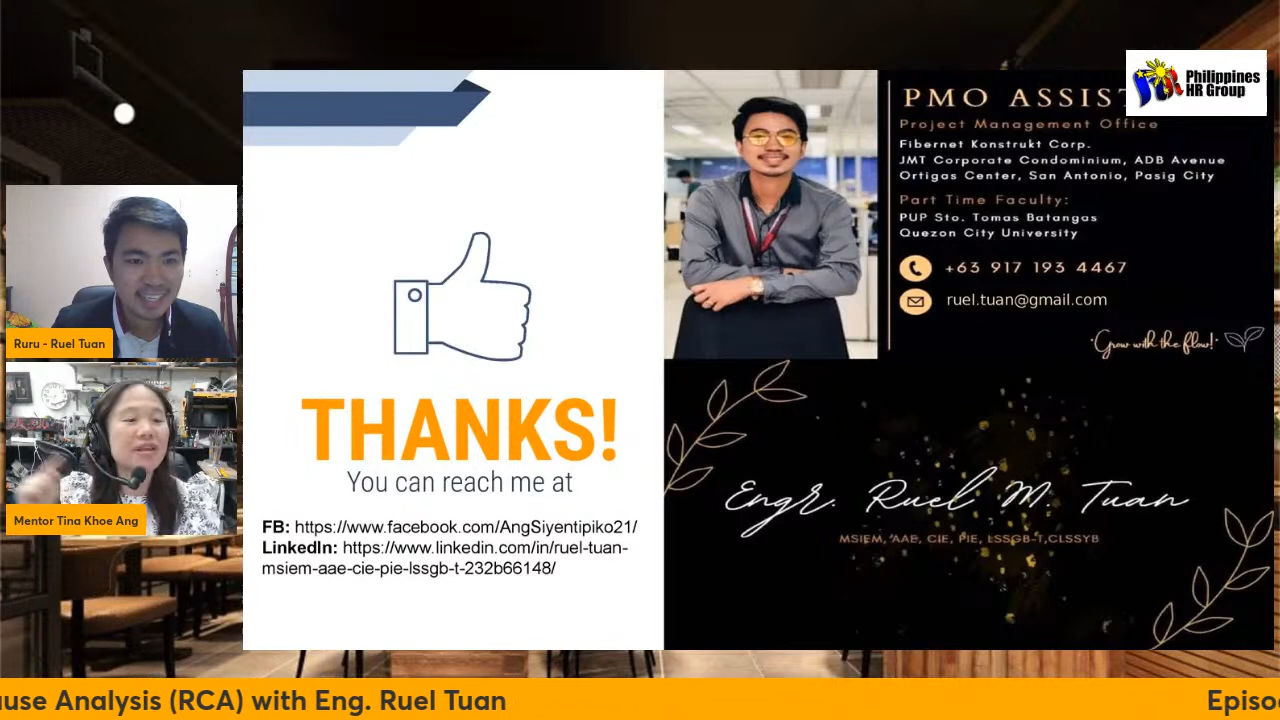 Philippines
HR Group
Ruru - Ruel Tuan
Mentor Tina Khoe Ang
THANKS!
You can reach me at
FB: https://www.facebook.com/AngSiyentipiko21/
LinkedIn: https://www.linkedin.com/in/ruel-tuan-
msiem-aae-cie-pie-lssgb-t-232b66148/
PMO ASSIST
Project Management Office
Fibernet Konstrukt Corp.
JMT Corporate Condominium, ADB Avenue
Ortigas Center, San Antonio, Pasig City
Part Time Faculty:
PUP Sto. Tomas Batangas
Quezon City University
+63 917 193 4467
ruel.tuan@gmail.com
"Grow with the flow!"
Engr. Ruel M. Tuan
MSIEM, AAE, CIE, PIE, LSSGB-T,CLSSYB
use Analysis (RCA) with Eng. Ruel Tuan
Episo